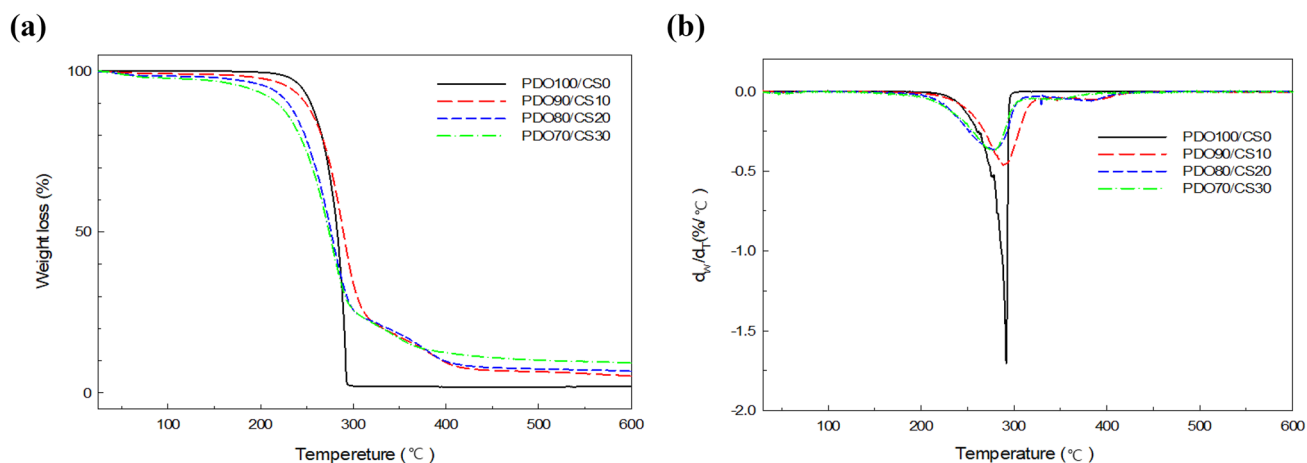 (a)
Weight loss (%)
100
50
0
100
200
300
400
500
600
Tempereture (℃)
PDO100/CS0
PDO90/CS10
PDO80/CS20
PDO70/CS30
(b)
dw/dT(%/℃)
0.0
-0.5
-1.0
-1.5
-2.0
100
200
300
400
500
600
Temperature (℃)
PDO100/CS0
PDO90/CS10
PDO80/CS20
PDO70/CS30